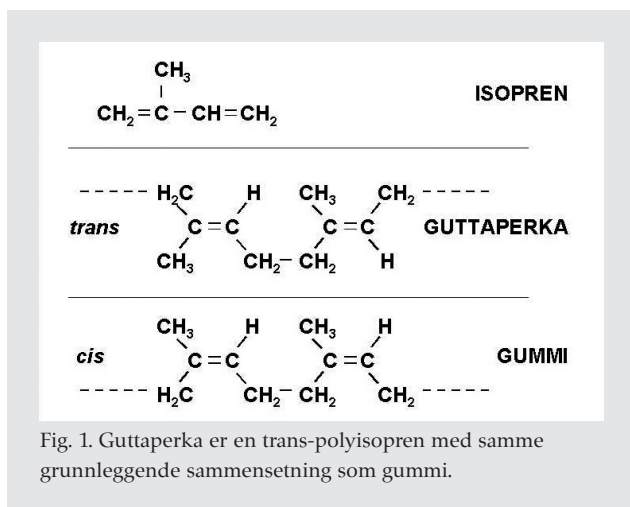 CH₃
CH₂=C–CH=CH₂ ISOPREN
----- H₂C H CH₃ CH₂ -----
trans C=C C=C GUTTAPERKA
CH₃ CH₂–CH₂ H
CH₃ H CH₃ H
cis C=C C=C GUMMI
----- H₂C CH₂–CH₂ CH₂ -----
Fig. 1. Guttaperka er en trans-polyisopren med samme
grunnleggende sammensetning som gummi.